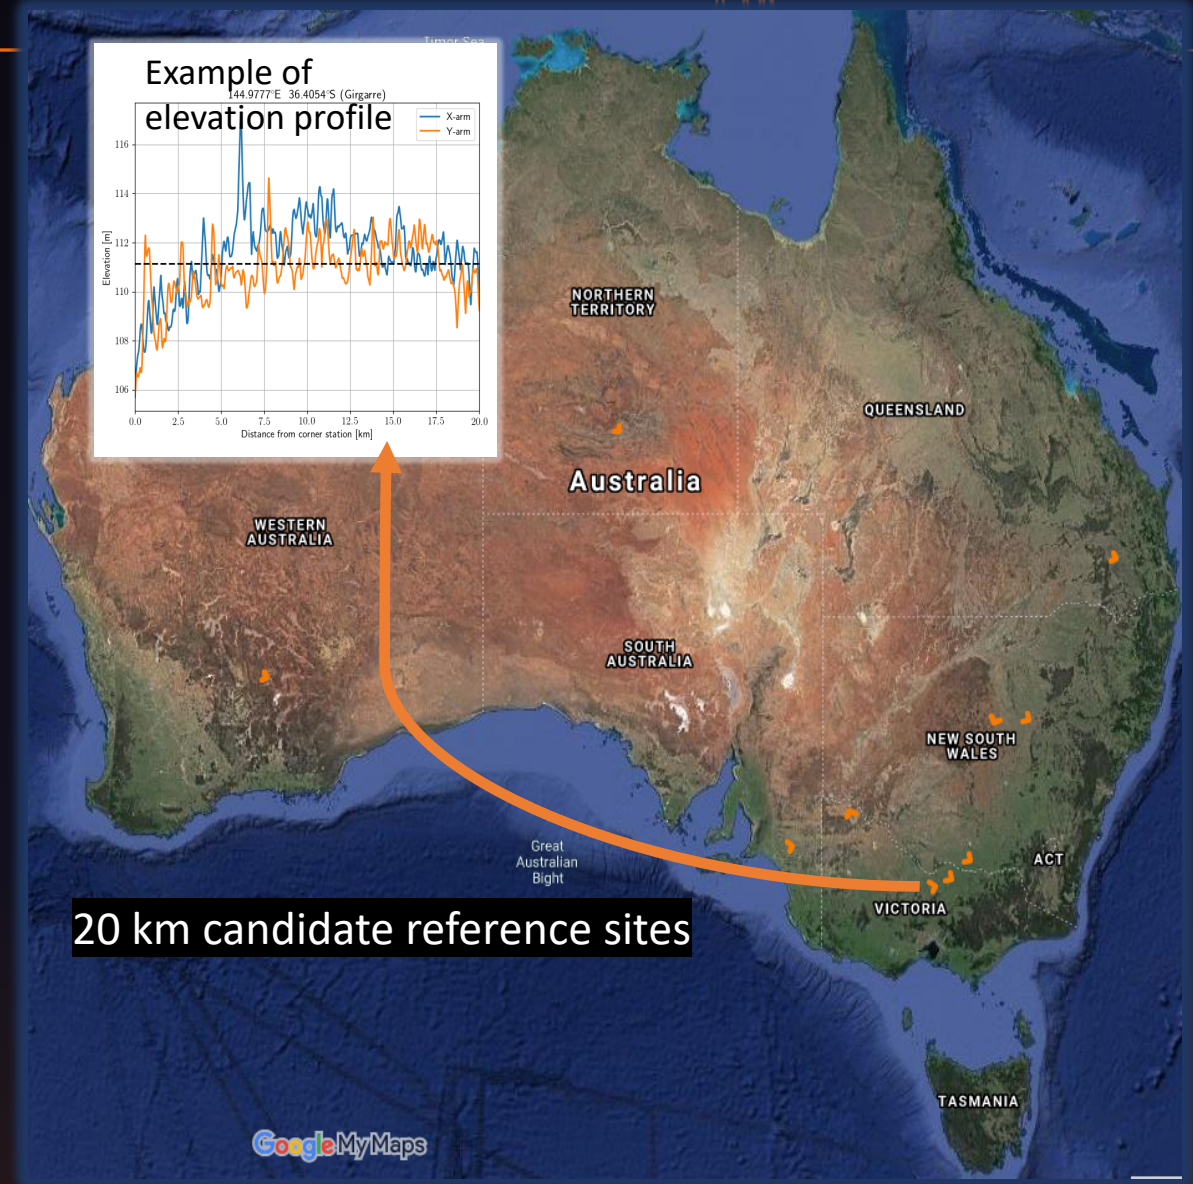 Timor Sea
Example of
elevation profile
144.9777°E 36.4054°S (Girgarre)
X-arm
Y-arm
Elevation [m]
116
114
112
110
108
106
0.0 2.5 5.0 7.5 10.0 12.5 15.0 17.5 20.0
Distance from corner station [km]
NORTHERN
TERRITORY
QUEENSLAND
Australia
WESTERN
AUSTRALIA
SOUTH
AUSTRALIA
NEW SOUTH
WALES
Great
Australian
Bight
ACT
VICTORIA
20 km candidate reference sites
TASMANIA
Google My Maps